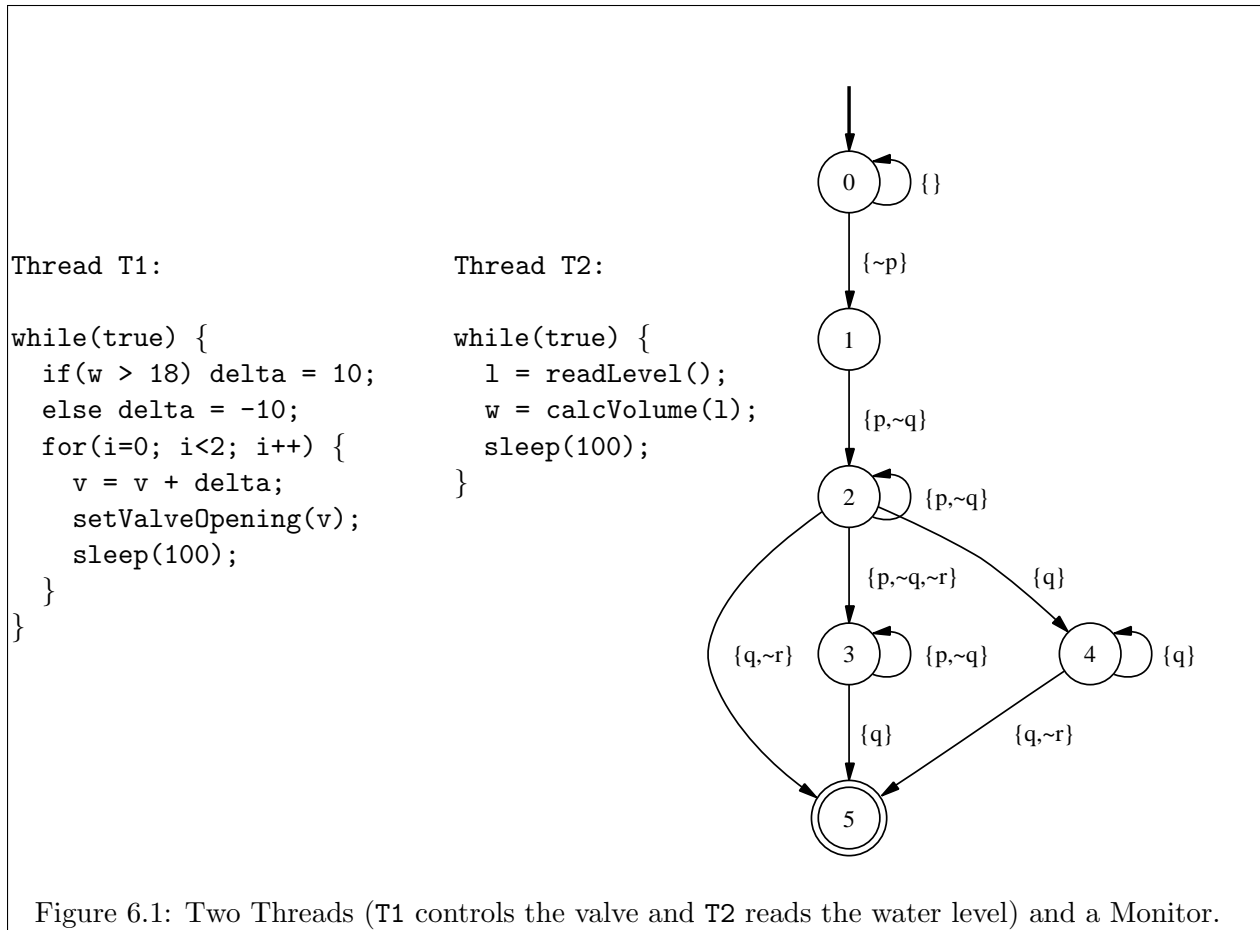 Thread T1:
while(true) {
  if(w > 18) delta = 10;
  else delta = -10;
  for(i=0; i<2; i++) {
    v = v + delta;
    setValveOpening(v);
    sleep(100);
  }
}
Thread T2:
while(true) {
  l = readLevel();
  w = calcVolume(l);
  sleep(100);
}
0
{}
{~p}
1
{p,~q}
2
{p,~q}
{p,~q,~r}
{q}
{q,~r}
3
{p,~q}
4
{q}
{q}
{q,~r}
5
Figure 6.1: Two Threads (T1 controls the valve and T2 reads the water level) and a Monitor.